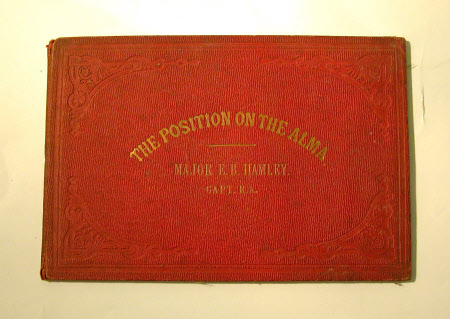 THE POSITION ON THE ALMA
MAJOR E. B. HAMLEY.
CAPT. R.A.